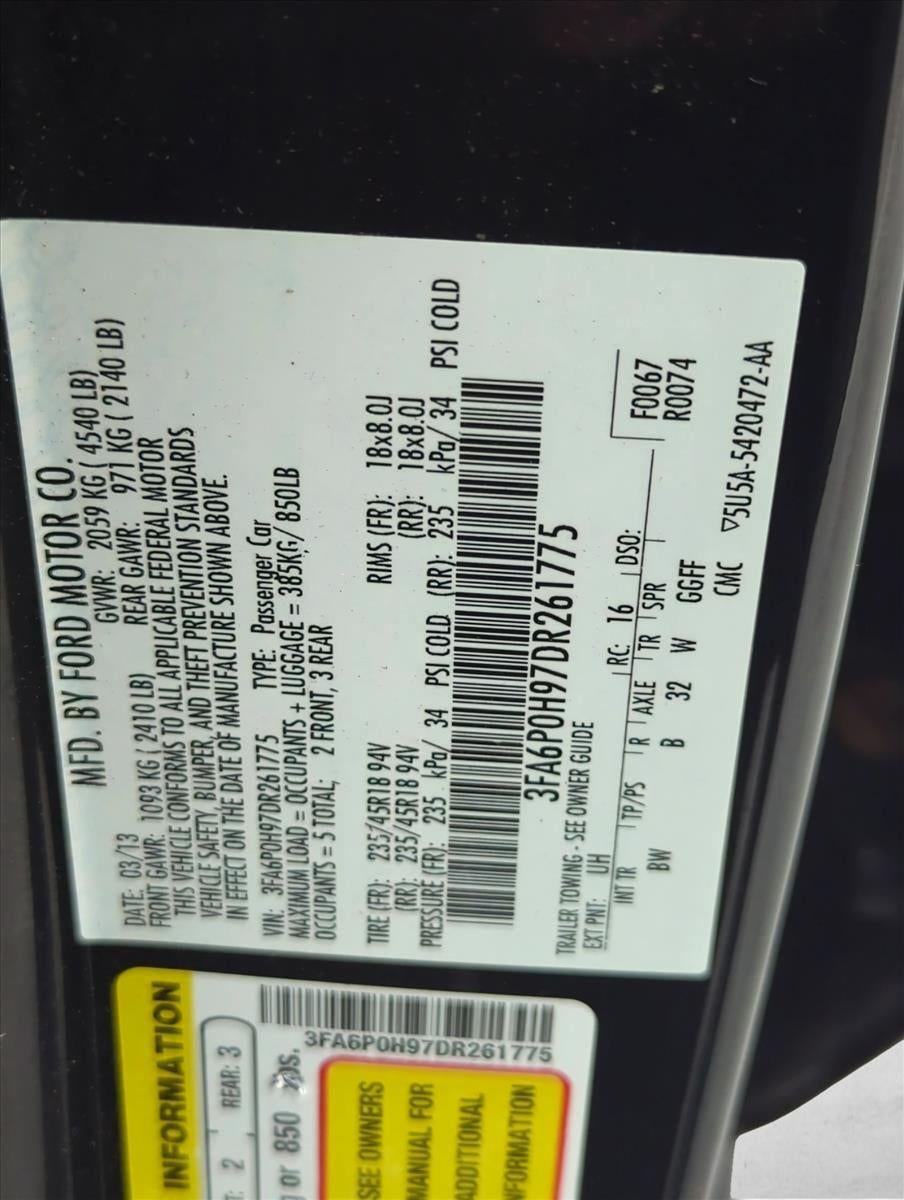 MFD. BY FORD MOTOR CO.
DATE: 03/13 GVWR: 2059 KG ( 4540 LB)
FRONT GAWR: 1093 KG ( 2410 LB) REAR GAWR: 971 KG ( 2140 LB)
THIS VEHICLE CONFORMS TO ALL APPLICABLE FEDERAL MOTOR
VEHICLE SAFETY, BUMPER, AND THEFT PREVENTION STANDARDS
IN EFFECT ON THE DATE OF MANUFACTURE SHOWN ABOVE.
VIN: 3FA6P0H97DR261775 TYPE: Passenger Car
MAXIMUM LOAD = OCCUPANTS + LUGGAGE = 385KG/ 850LB
OCCUPANTS = 5 TOTAL; 2 FRONT, 3 REAR
TIRE (FR): 235/45R18 94V RIMS (FR): 18x8.0J
(RR): 235/45R18 94V (RR): 18x8.0J
PRESSURE (FR): 235 kPa/ 34 PSI COLD (RR): 235 kPa/ 34 PSI COLD
3FA6P0H97DR261775
TRAILER TOWING - SEE OWNER GUIDE
EXT PNT: UH RC: 16 DSO:
INT TR TP/PS R AXLE TR SPR F0067
BW B 32 W GGFF R0074
CMC ▽5U5A-5420472-AA
INFORMATION
2 REAR: 3
or 850
3FA6P0H97DR261775
SEE OWNERS
MANUAL FOR
ADDITIONAL
INFORMATION